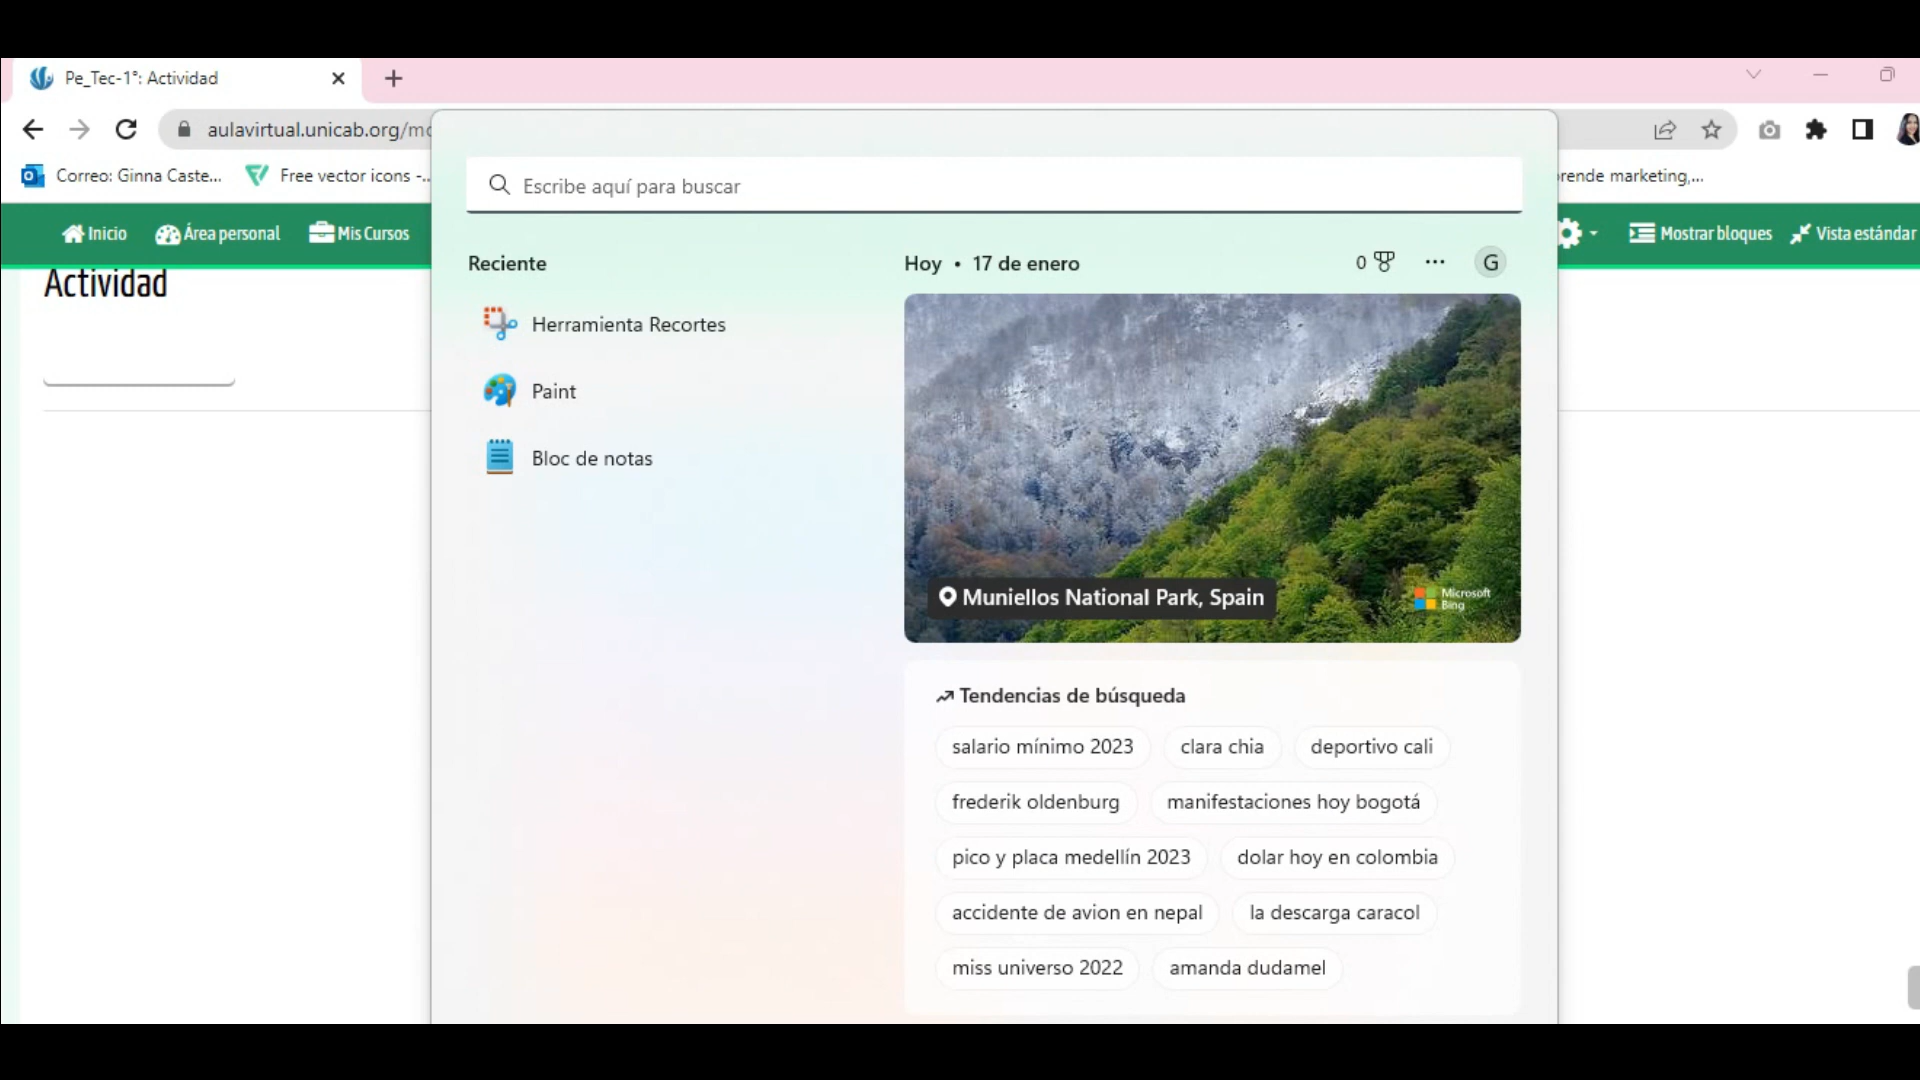 Pe_Tec-1°: Actividad
aulavirtual.unicab.org/mo
Correo: Ginna Caste... Free vector icons -... rende marketing,...
Inicio Área personal Mis Cursos Mostrar bloques Vista estándar
Actividad
Escribe aquí para buscar
Reciente
Herramienta Recortes
Paint
Bloc de notas
Hoy • 17 de enero 0 G
Muniellos National Park, Spain
Microsoft
Bing
Tendencias de búsqueda
salario mínimo 2023 clara chia deportivo cali
frederik oldenburg manifestaciones hoy bogotá
pico y placa medellín 2023 dolar hoy en colombia
accidente de avion en nepal la descarga caracol
miss universo 2022 amanda dudamel